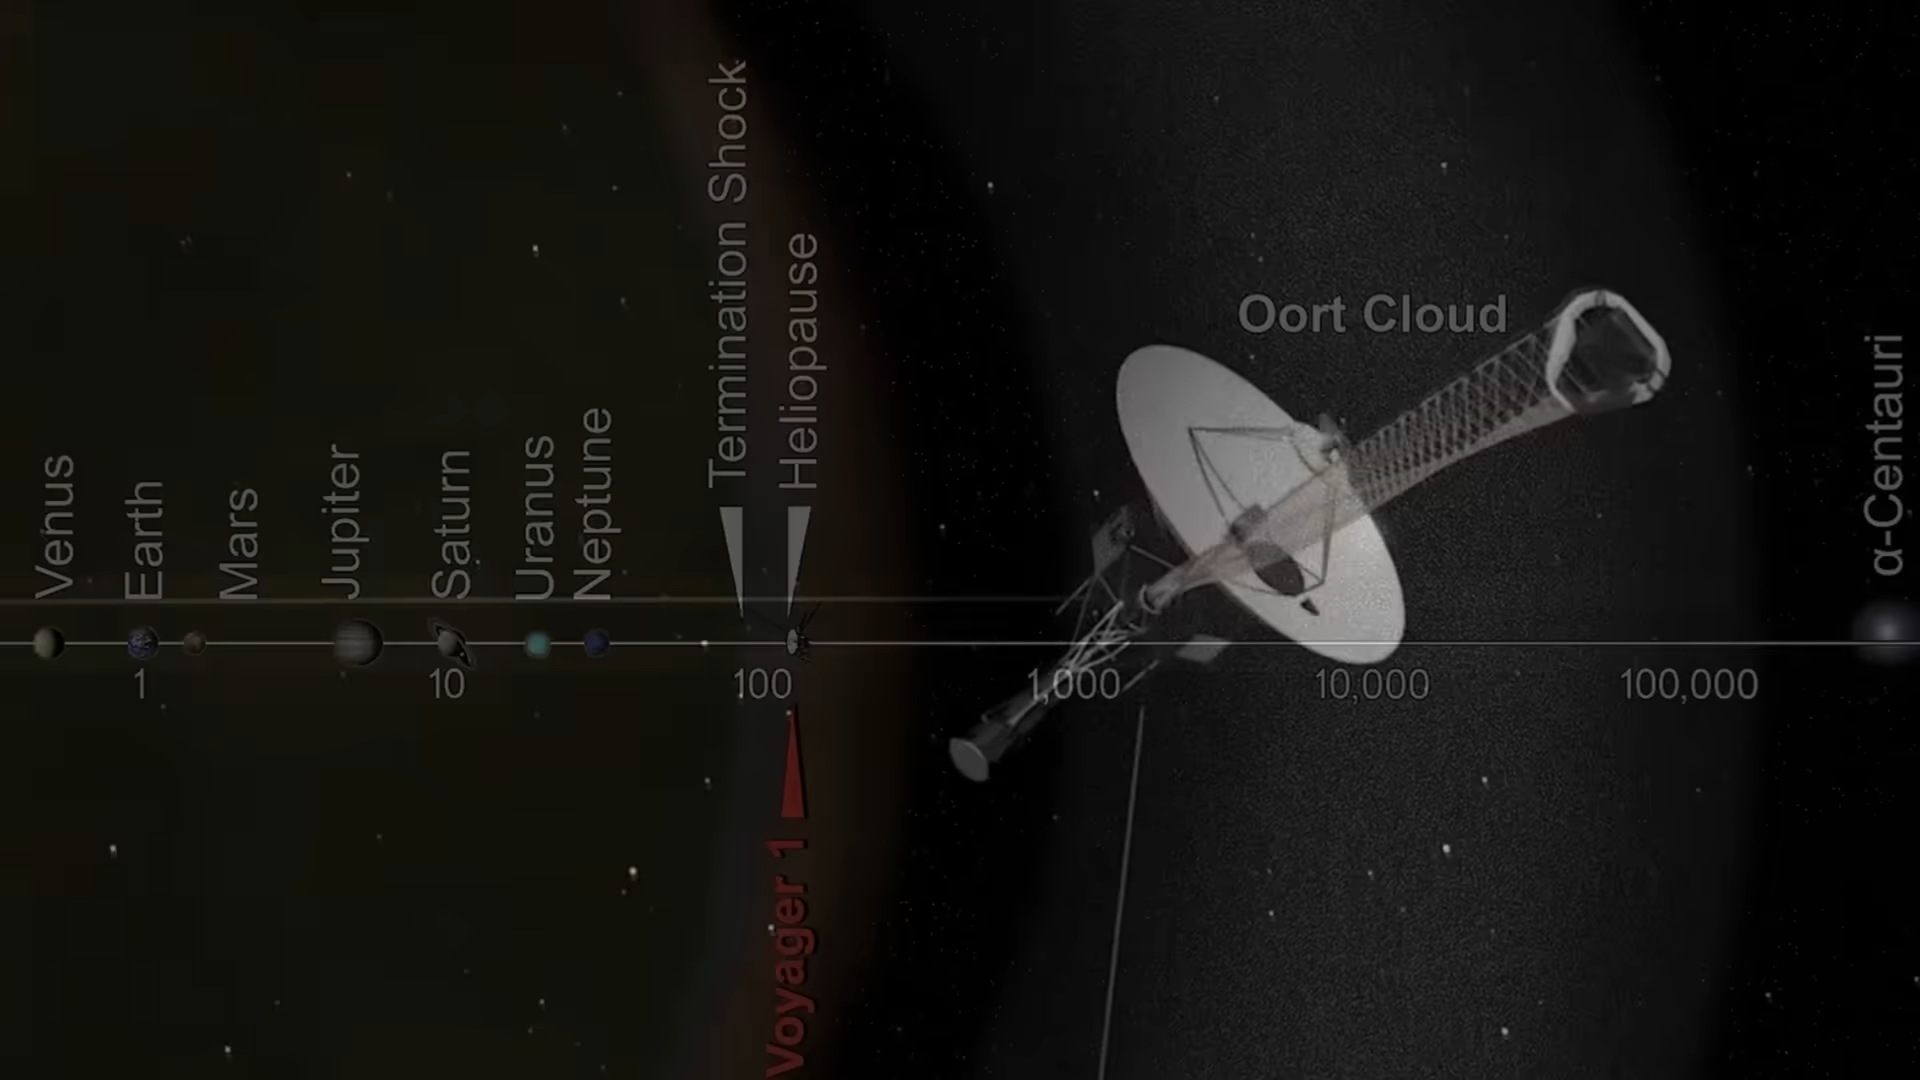 Venus
Earth
Mars
Jupiter
Saturn
Uranus
Neptune
Termination Shock
Heliopause
Oort Cloud
α-Centauri
1
10
100
1,000
10,000
100,000
Voyager 1